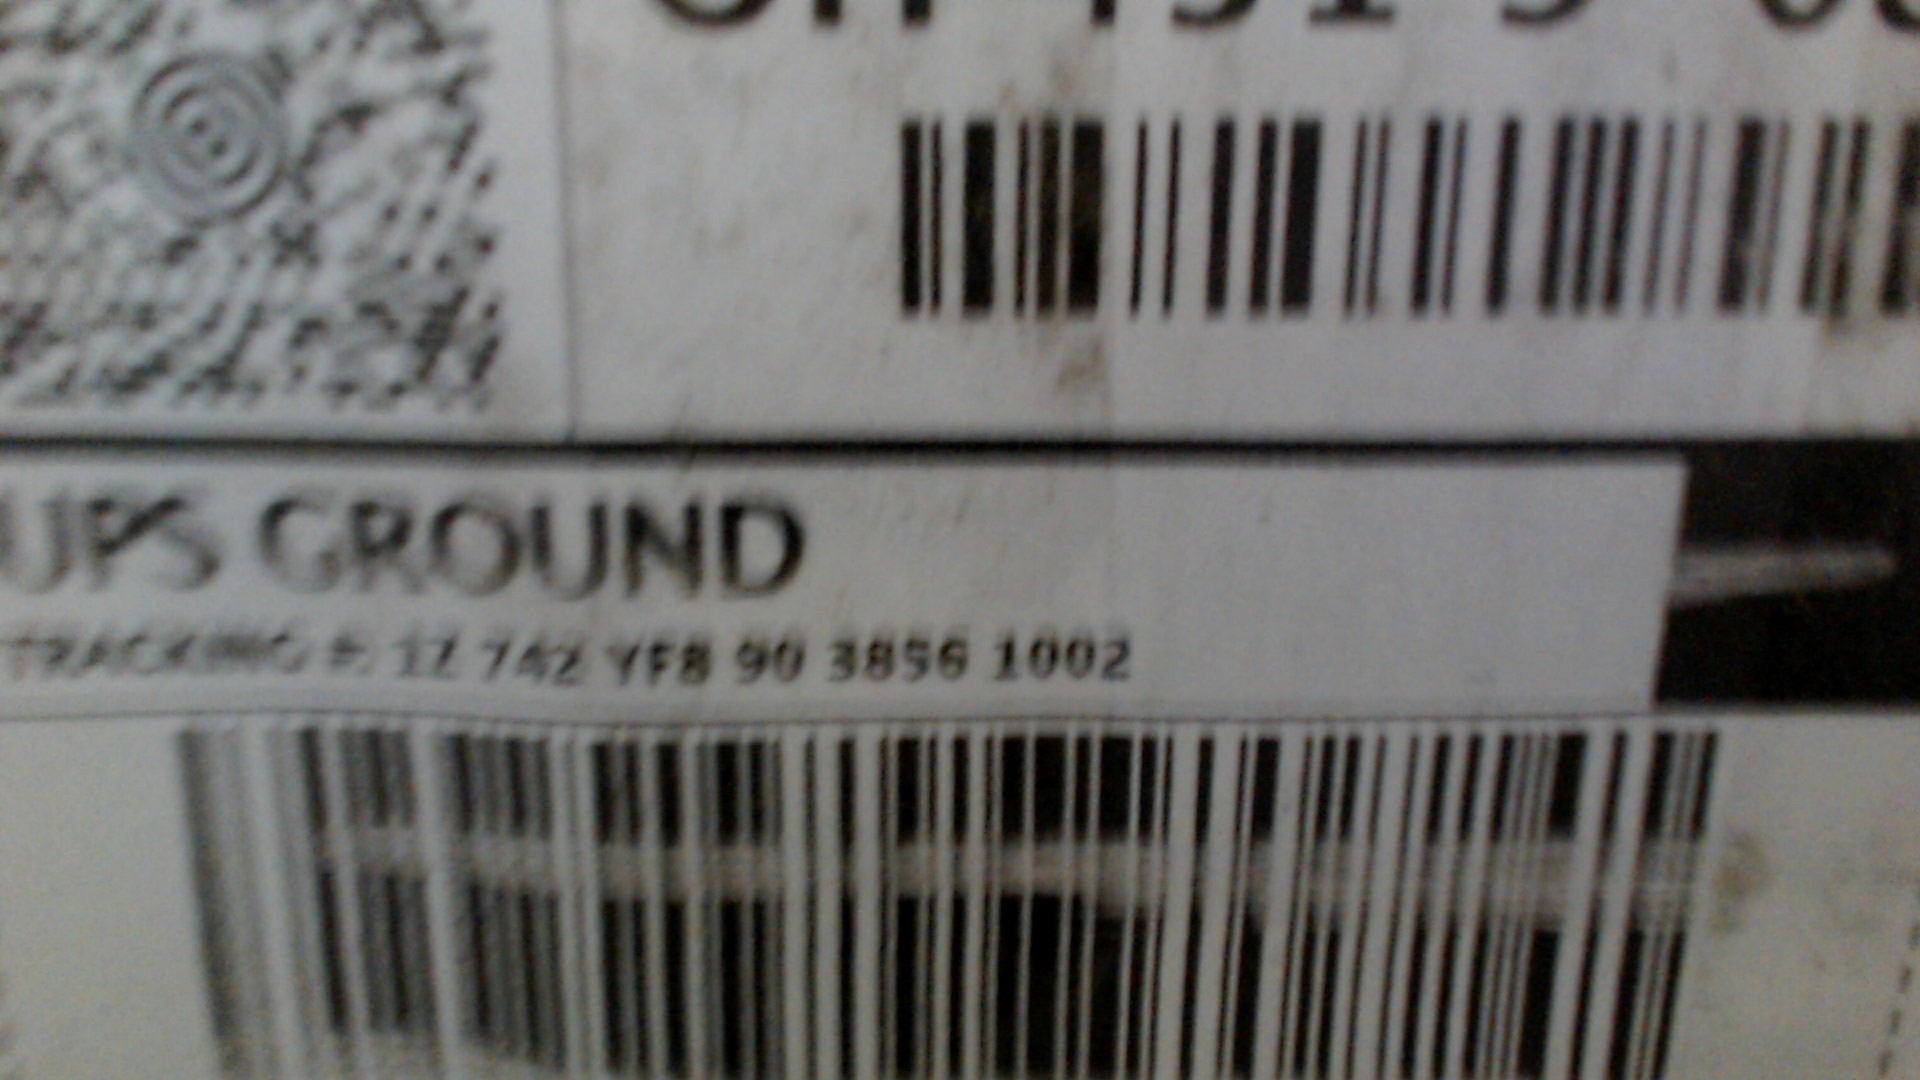 UPS GROUND
TRACKING #: 1Z 742 YF8 90 3856 1002